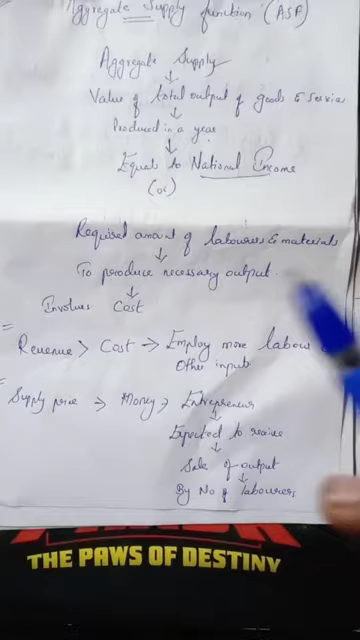 Aggregate Supply function (ASF)
Aggregate Supply
↓
Value of total output of goods & services
↓
Produced in a year
↓
Equals to National Income
(or)
Required amount of labourers & materials
↓
To produce necessary output.
↓
Involves Cost
= Revenue > Cost → Employ more labour
Other inputs
= Supply price → Money → Entrepreneur
↓
Expected to receive
↓
Sale of output
↓
By No of labourers
THE PAWS OF DESTINY